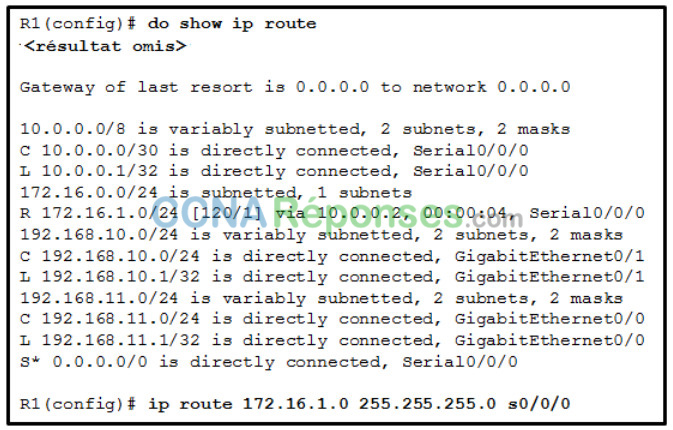 R1(config)# do show ip route
<résultat omis>
Gateway of last resort is 0.0.0.0 to network 0.0.0.0
10.0.0.0/8 is variably subnetted, 2 subnets, 2 masks
C 10.0.0.0/30 is directly connected, Serial0/0/0
L 10.0.0.1/32 is directly connected, Serial0/0/0
172.16.0.0/24 is subnetted, 1 subnets
R 172.16.1.0/24 [120/1] via 10.0.0.2, 00:00:04, Serial0/0/0
CCNARéponses.com
192.168.10.0/24 is variably subnetted, 2 subnets, 2 masks
C 192.168.10.0/24 is directly connected, GigabitEthernet0/1
L 192.168.10.1/32 is directly connected, GigabitEthernet0/1
192.168.11.0/24 is variably subnetted, 2 subnets, 2 masks
C 192.168.11.0/24 is directly connected, GigabitEthernet0/0
L 192.168.11.1/32 is directly connected, GigabitEthernet0/0
S* 0.0.0.0/0 is directly connected, Serial0/0/0
R1(config)# ip route 172.16.1.0 255.255.255.0 s0/0/0